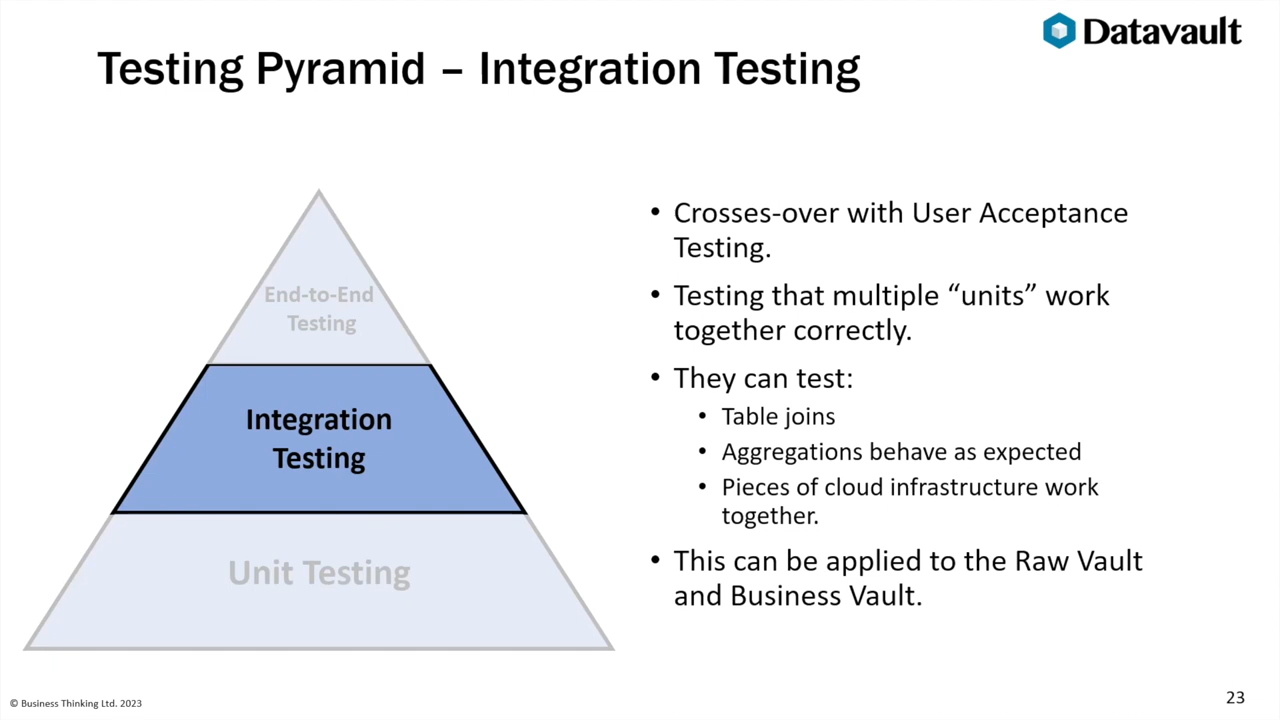 Datavault
Testing Pyramid – Integration Testing
End-to-End
Testing
Integration
Testing
Unit Testing
• Crosses-over with User Acceptance
Testing.
• Testing that multiple “units” work
together correctly.
• They can test:
• Table joins
• Aggregations behave as expected
• Pieces of cloud infrastructure work
together.
• This can be applied to the Raw Vault
and Business Vault.
© Business Thinking Ltd. 2023
23